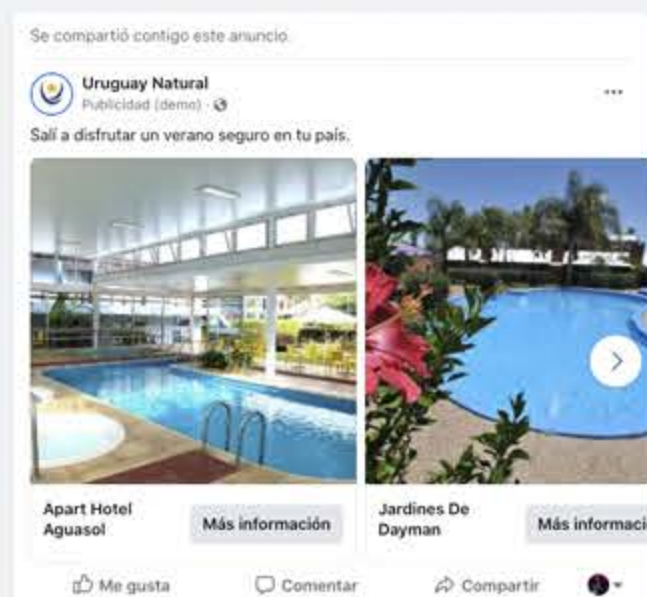 Se compartió contigo este anuncio.
Uruguay Natural
Publicidad (demo) ·
Salí a disfrutar un verano seguro en tu país.
Apart Hotel
Aguasol
Más información
Jardines De
Dayman
Más informaci
Me gusta
Comentar
Compartir